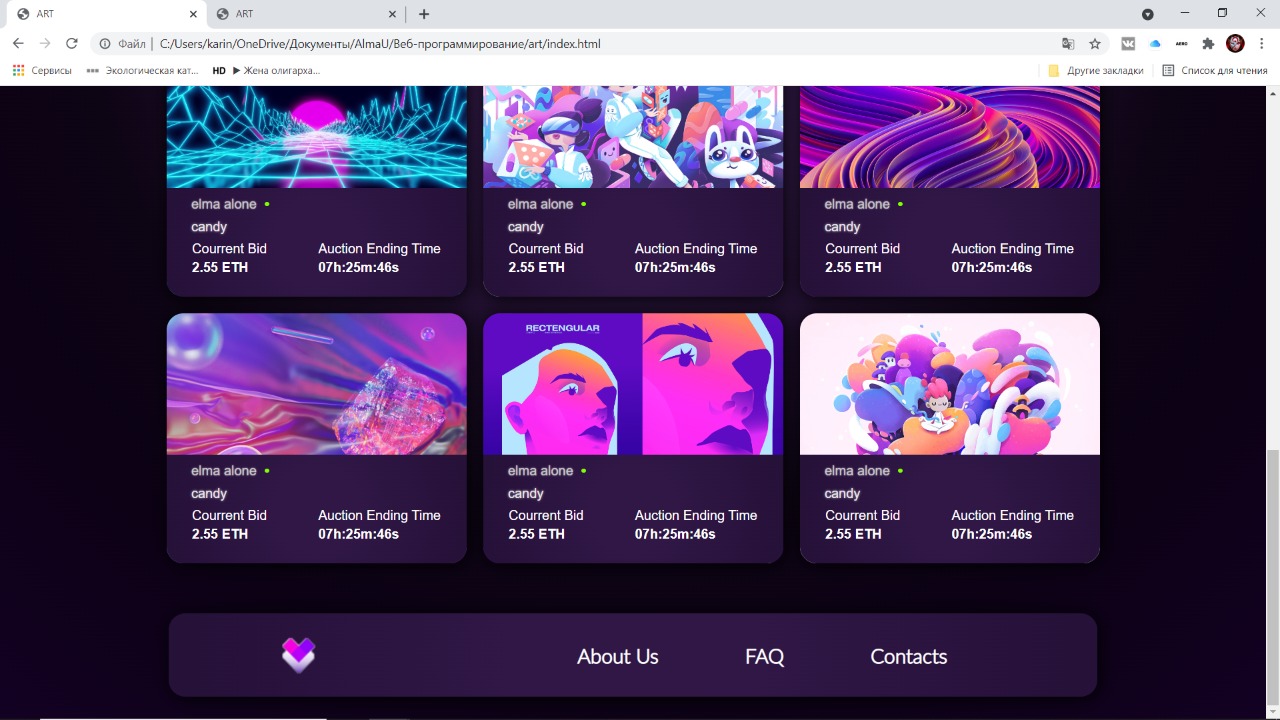 ART
ART
Файл | C:/Users/karin/OneDrive/Документы/AlmaU/Веб-программирование/art/index.html
Сервисы
Экологическая кат...
HD ▶ Жена олигарха...
Другие закладки
Список для чтения
elma alone •
candy
Courrent Bid Auction Ending Time
2.55 ETH 07h:25m:46s
elma alone •
candy
Courrent Bid Auction Ending Time
2.55 ETH 07h:25m:46s
elma alone •
candy
Courrent Bid Auction Ending Time
2.55 ETH 07h:25m:46s
elma alone •
candy
Courrent Bid Auction Ending Time
2.55 ETH 07h:25m:46s
RECTENGULAR
elma alone •
candy
Courrent Bid Auction Ending Time
2.55 ETH 07h:25m:46s
elma alone •
candy
Courrent Bid Auction Ending Time
2.55 ETH 07h:25m:46s
About Us FAQ Contacts